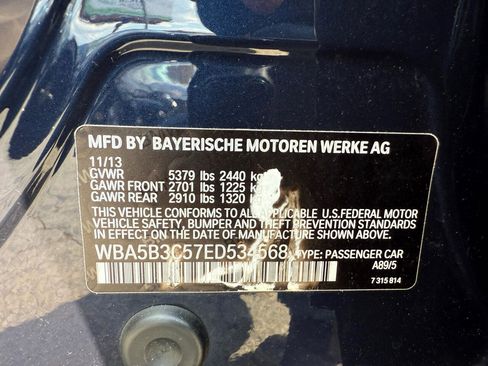 MFD BY BAYERISCHE MOTOREN WERKE AG
11/13
GVWR 5379 lbs 2440 kg
GAWR FRONT 2701 lbs 1225 kg
GAWR REAR 2910 lbs 1320
THIS VEHICLE CONFORMS TO ALL APPLICABLE U.S.FEDERAL MOTOR
VEHICLE SAFETY, BUMPER, AND THEFT PREVENTION STANDARDS
IN EFFECT ON THE DATE OF MANUFACTURE SHOWN ABOVE.
WBA5B3C57ED534568 TYPE: PASSENGER CAR
A89/5
7 315 814